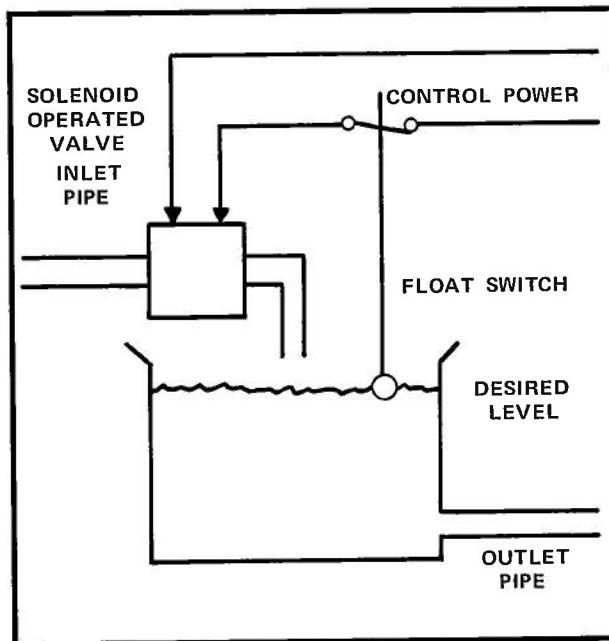 SOLENOID
OPERATED
VALVE
INLET
PIPE
CONTROL POWER
FLOAT SWITCH
DESIRED
LEVEL
OUTLET
PIPE